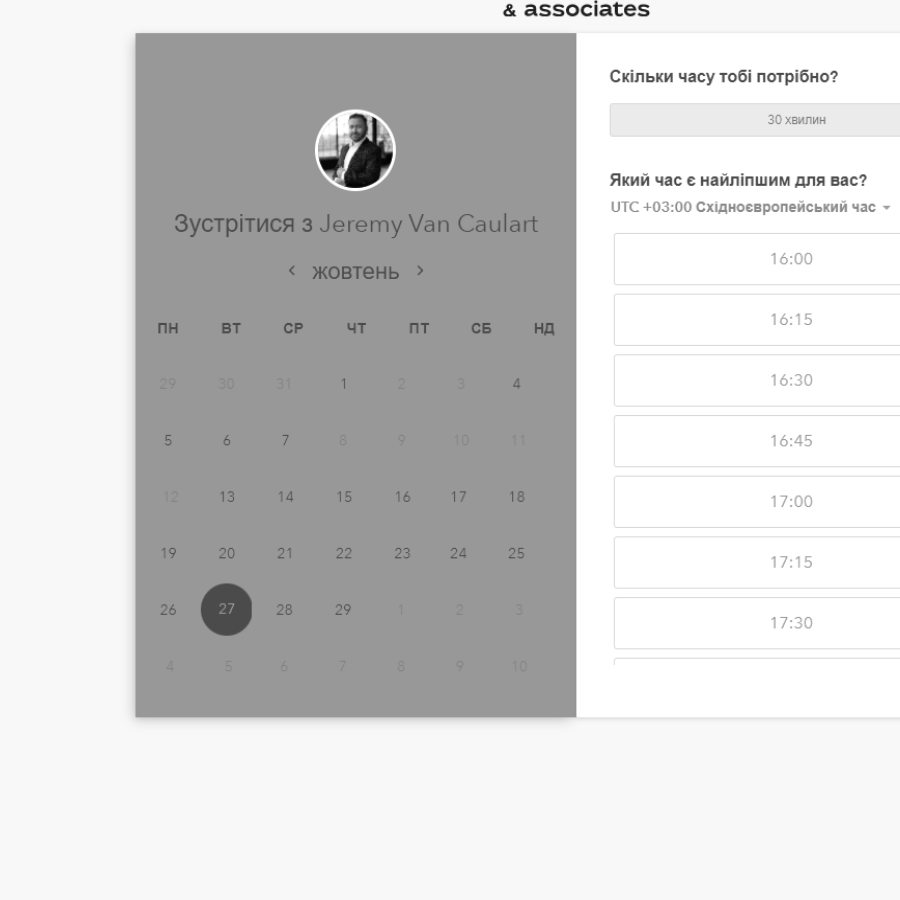 & associates
Зустрітися з Jeremy Van Caulart
жовтень
ПН ВТ СР ЧТ ПТ СБ НД
29 30 31 1 2 3 4
5 6 7 8 9 10 11
12 13 14 15 16 17 18
19 20 21 22 23 24 25
26 27 28 29 1 2 3
4 5 6 7 8 9 10
Скільки часу тобі потрібно?
30 хвилин
Який час є найліпшим для вас?
UTC +03:00 Східноєвропейський час
16:00
16:15
16:30
16:45
17:00
17:15
17:30